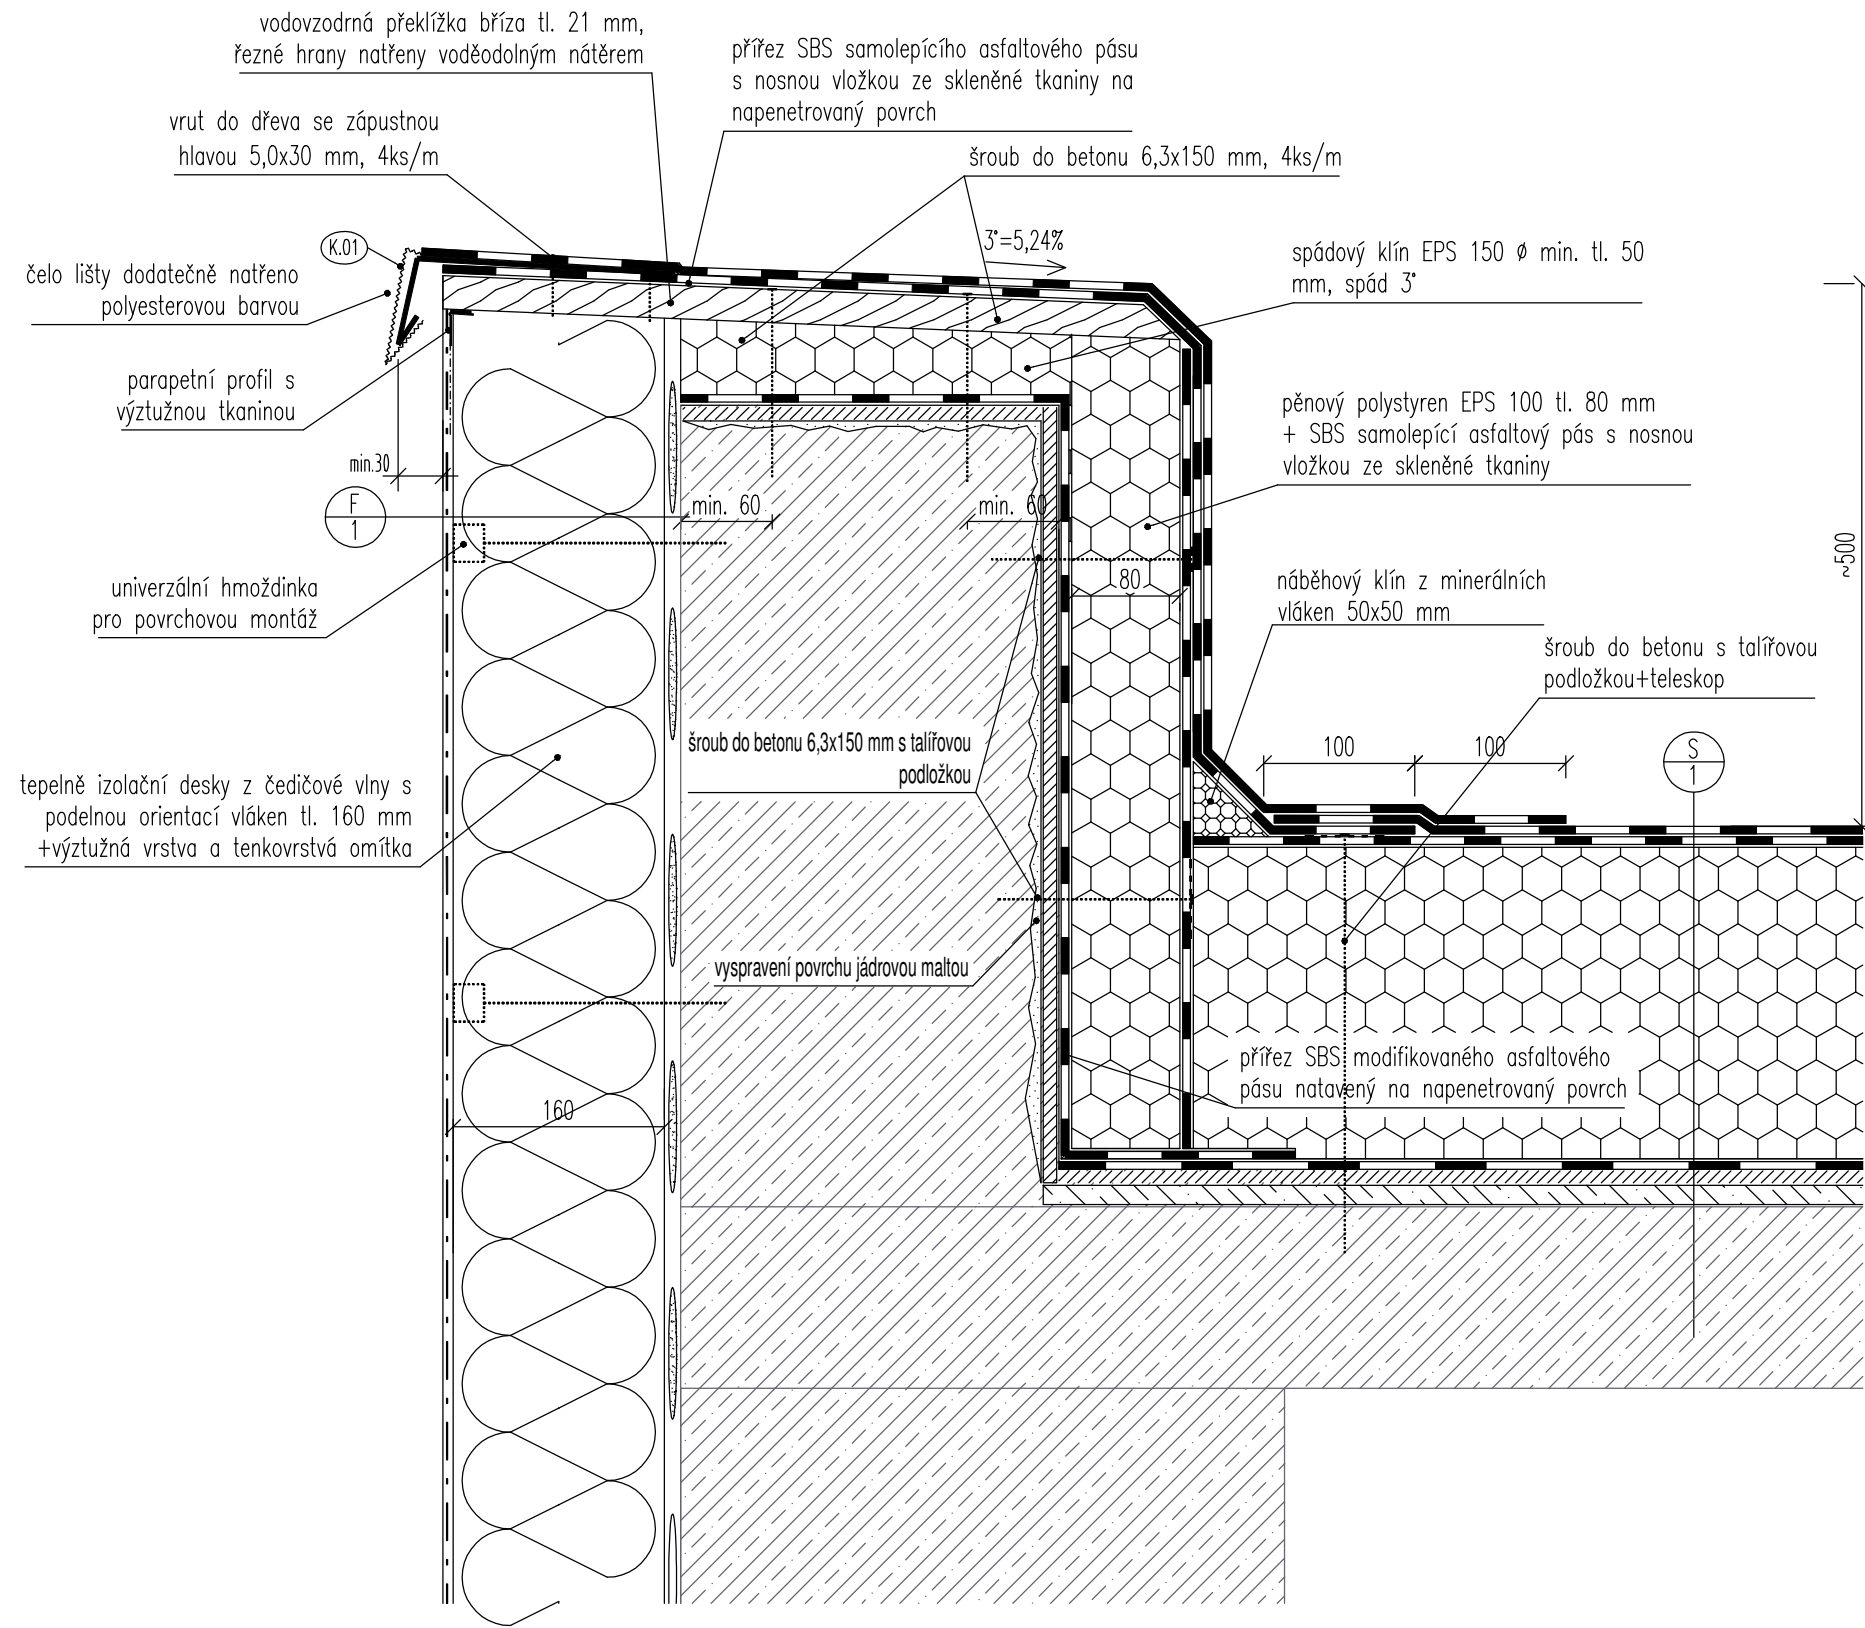 vodovzodrná překlížka bříza tl. 21 mm,
řezné hrany natřeny voděodolným nátěrem
přířez SBS samolepícího asfaltového pásu
s nosnou vložkou ze skleněné tkaniny na
napenetrovaný povrch
vrut do dřeva se zápustnou
hlavou 5,0x30 mm, 4ks/m
šroub do betonu 6,3x150 mm, 4ks/m
K.01
3°=5,24%
čelo lišty dodatečně natřeno
polyesterovou barvou
spádový klín EPS 150 ø min. tl. 50
mm, spád 3°
parapetní profil s
výztužnou tkaninou
pěnový polystyren EPS 100 tl. 80 mm
+ SBS samolepící asfaltový pás s nosnou
vložkou ze skleněné tkaniny
min.30
F
1
min. 60
min. 60
~500
80
univerzální hmoždinka
pro povrchovou montáž
náběhový klín z minerálních
vláken 50x50 mm
šroub do betonu s talířovou
podložkou+teleskop
šroub do betonu 6,3x150 mm s talířovou
podložkou
100
100
S
1
tepelně izolační desky z čedičové vlny s
podelnou orientací vláken tl. 160 mm
+výztužná vrstva a tenkovrstvá omítka
vyspravení povrchu jádrovou maltou
přířez SBS modifikovaného asfaltového
pásu natavený na napenetrovaný povrch
160